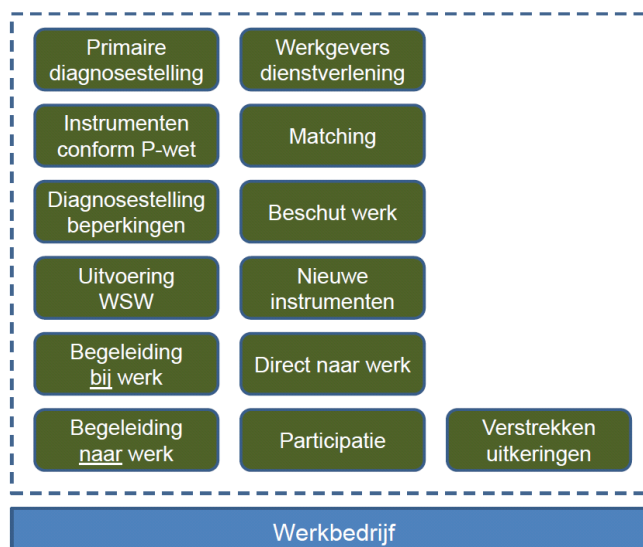 Primaire
diagnosestelling
Werkgevers
dienstverlening
Instrumenten
conform P-wet
Matching
Diagnosestelling
beperkingen
Beschut werk
Uitvoering
WSW
Nieuwe
instrumenten
Begeleiding
bij werk
Direct naar werk
Begeleiding
naar werk
Participatie
Verstrekken
uitkeringen
Werkbedrijf